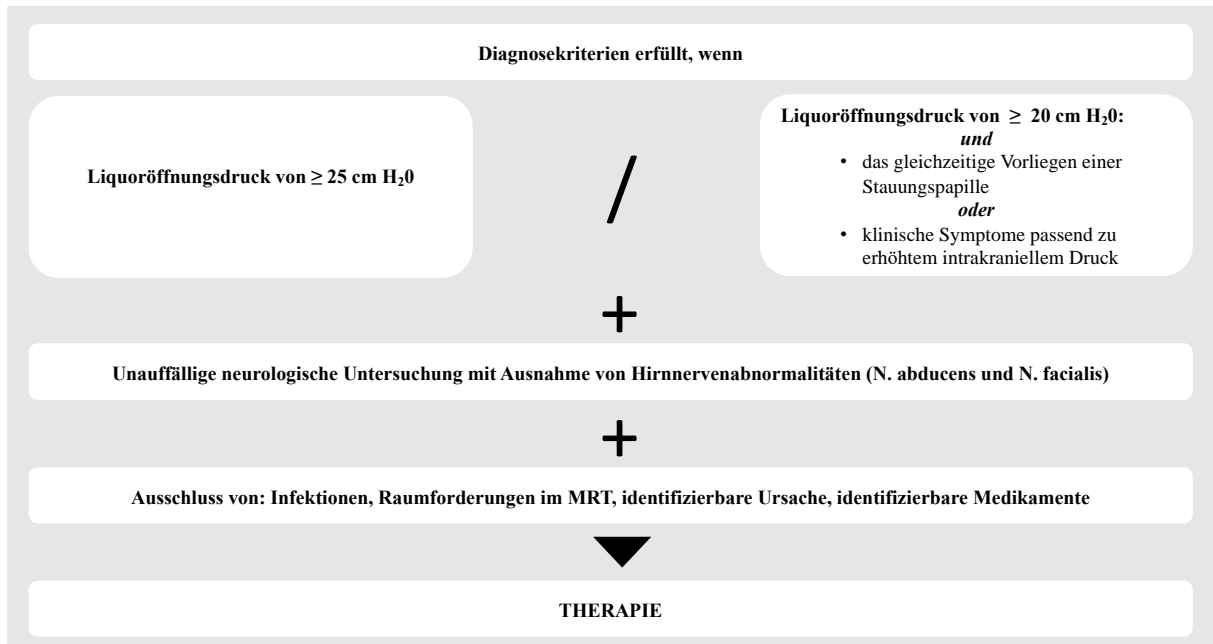 Diagnosekriterien erfüllt, wenn
Liquoröffnungsdruck von ≥ 25 cm H₂0
/
Liquoröffnungsdruck von ≥ 20 cm H₂0:
und
• das gleichzeitige Vorliegen einer
Stauungspapille
oder
• klinische Symptome passend zu
erhöhtem intrakraniellem Druck
+
Unauffällige neurologische Untersuchung mit Ausnahme von Hirnnervenabnormalitäten (N. abducens und N. facialis)
+
Ausschluss von: Infektionen, Raumforderungen im MRT, identifizierbare Ursache, identifizierbare Medikamente
THERAPIE